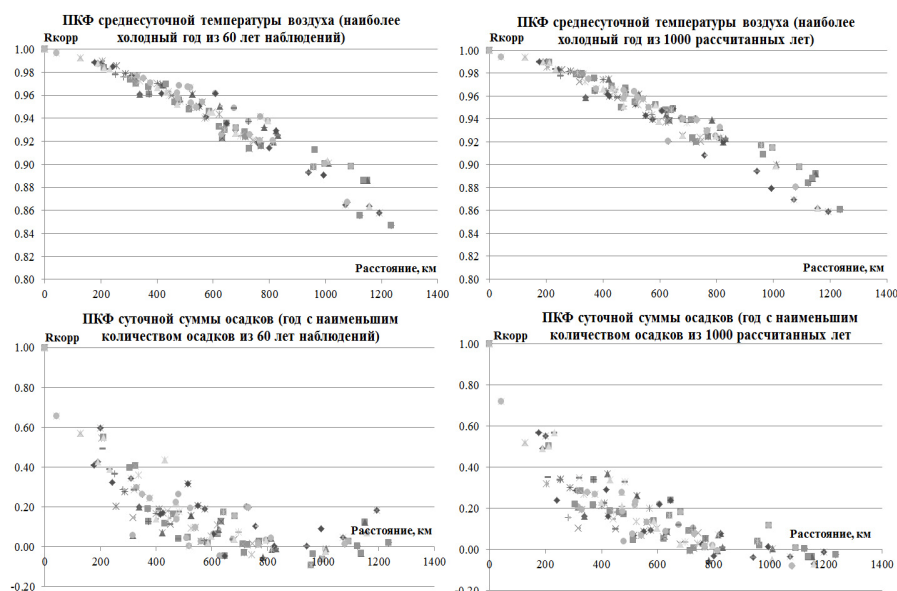 ПКФ среднесуточной температуры воздуха (наиболее
холодный год из 60 лет наблюдений)
Rкорр
1.00
0.98
0.96
0.94
0.92
0.90
0.88
0.86
0.84
0.82
0.80
Расстояние, км
0 200 400 600 800 1000 1200 1400
ПКФ среднесуточной температуры воздуха (наиболее
холодный год из 1000 рассчитанных лет)
Rкорр
1.00
0.98
0.96
0.94
0.92
0.90
0.88
0.86
0.84
0.82
0.80
Расстояние, км
0 200 400 600 800 1000 1200 1400
ПКФ суточной суммы осадков (год с наименьшим
количеством осадков из 60 лет наблюдений)
Rкорр
1.00
0.80
0.60
0.40
0.20
0.00
-0.20
Расстояние, км
0 200 400 600 800 1000 1200 1400
ПКФ суточной суммы осадков (год с наименьшим
количеством осадков из 1000 рассчитанных лет
Rкорр
1.00
0.80
0.60
0.40
0.20
0.00
-0.20
Расстояние, км
0 200 400 600 800 1000 1200 1400